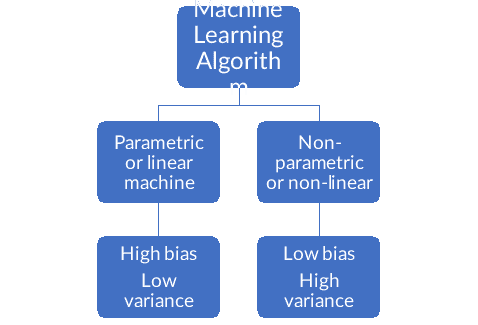 Machine
Learning
Algorith
m
Parametric
or linear
machine
Non-
parametric
or non-linear
High bias
Low
variance
Low bias
High
variance